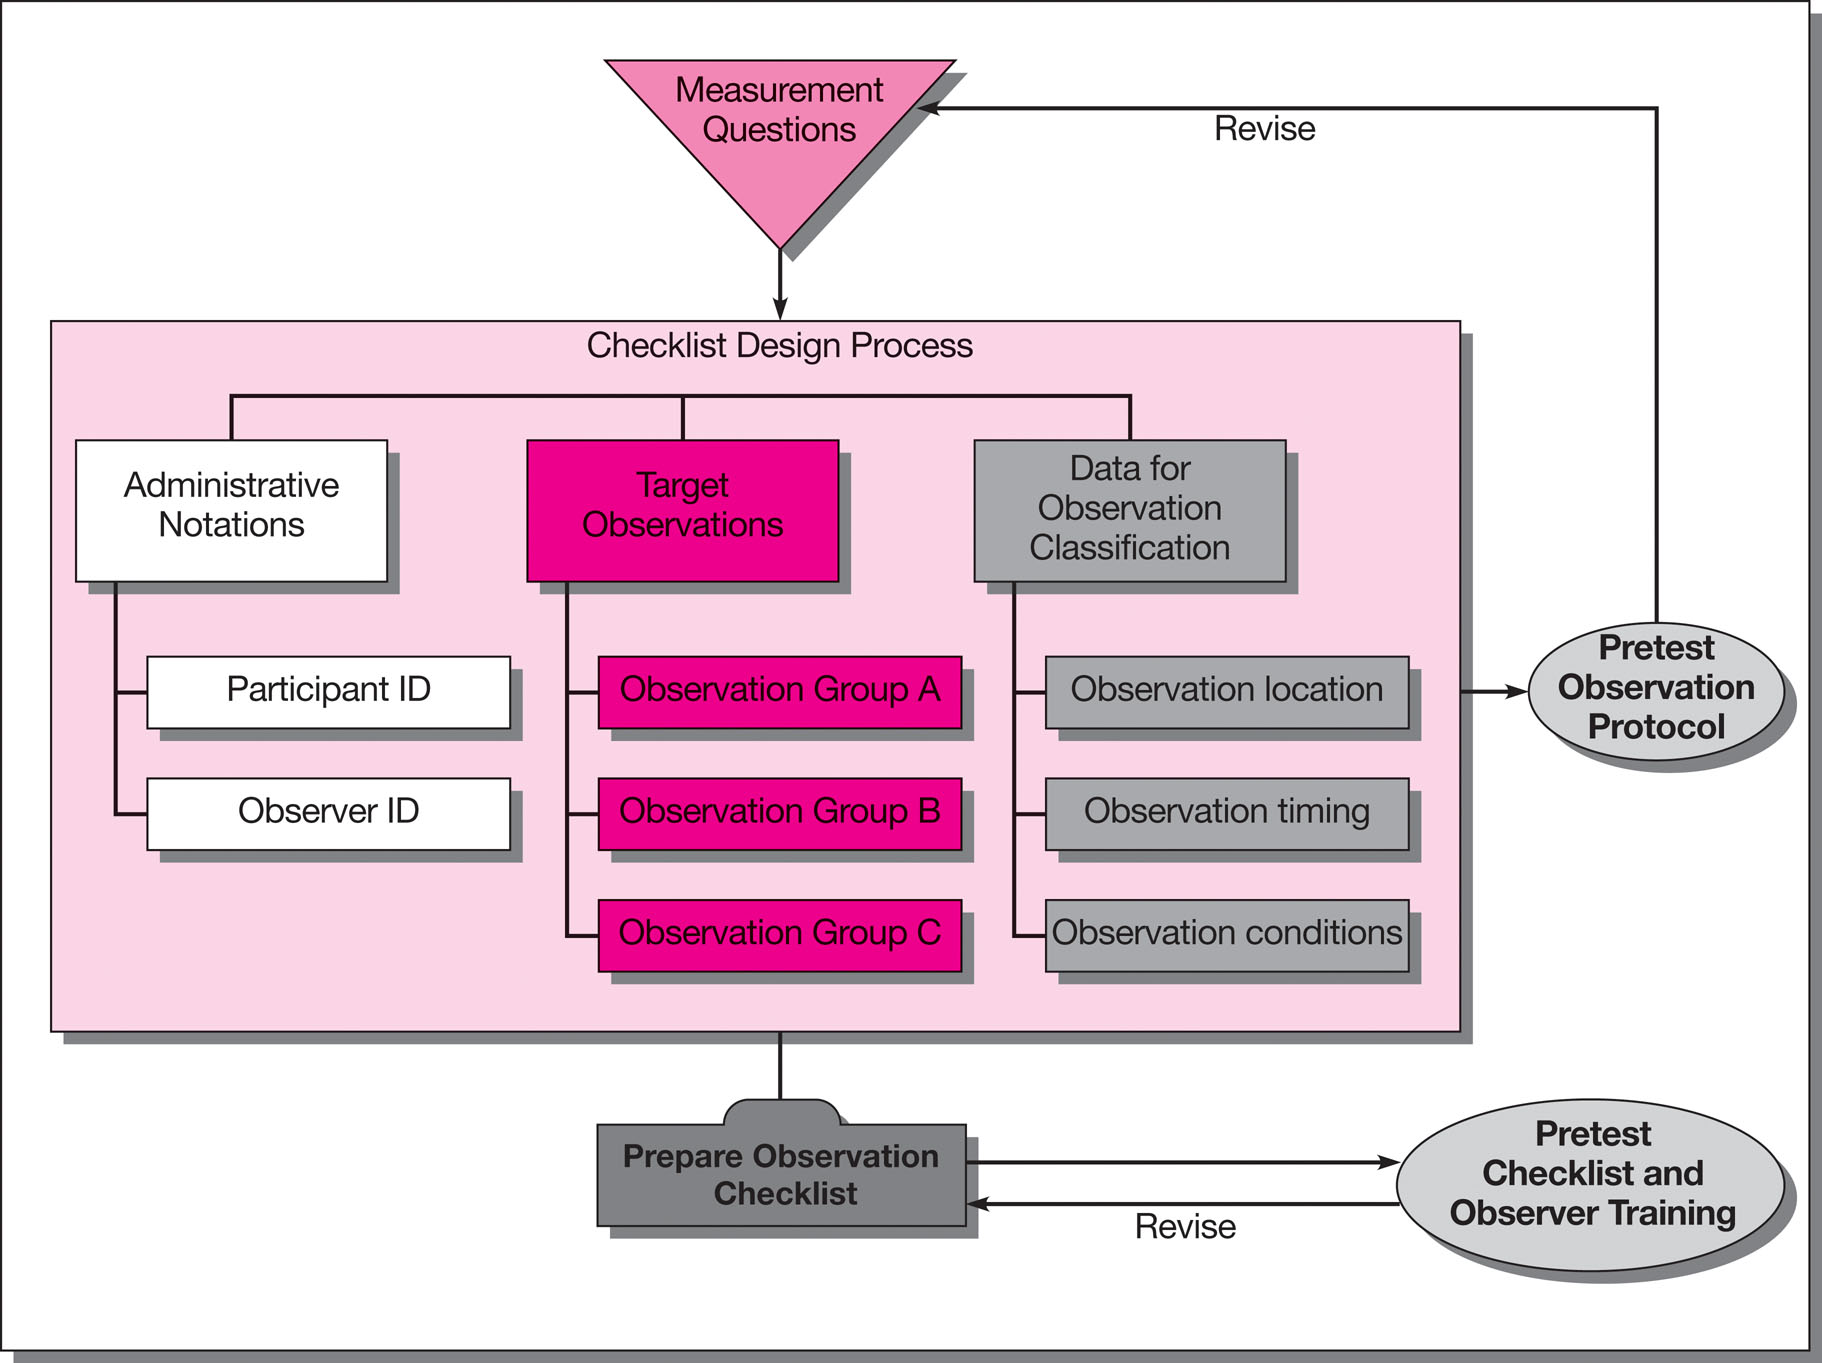 Measurement
Questions
Revise
Checklist Design Process
Administrative
Notations
Target
Observations
Data for
Observation
Classification
Participant ID
Observer ID
Observation Group A
Observation Group B
Observation Group C
Observation location
Observation timing
Observation conditions
Pretest
Observation
Protocol
Prepare Observation
Checklist
Revise
Pretest
Checklist and
Observer Training